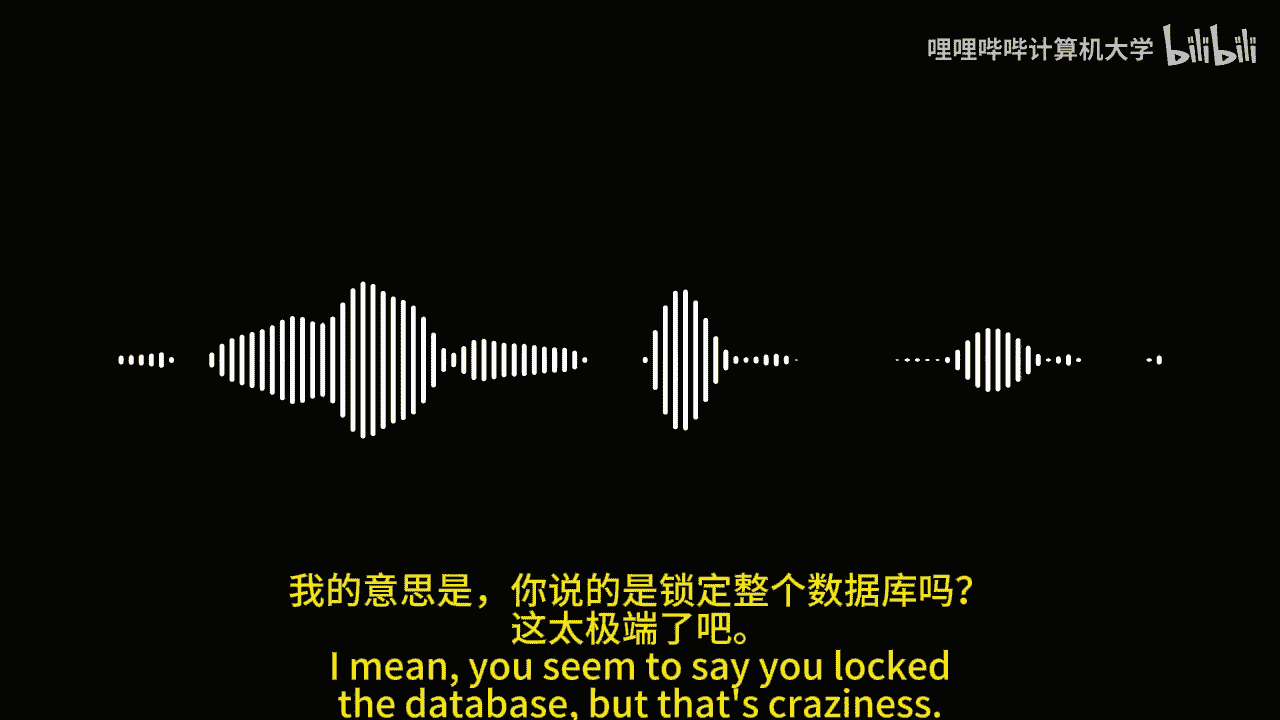 哩哩哔哔计算机大学 bilibili
我的意思是，你说的是锁定整个数据库吗？
这太极端了吧。
I mean, you seem to say you locked
the database, but that's craziness.